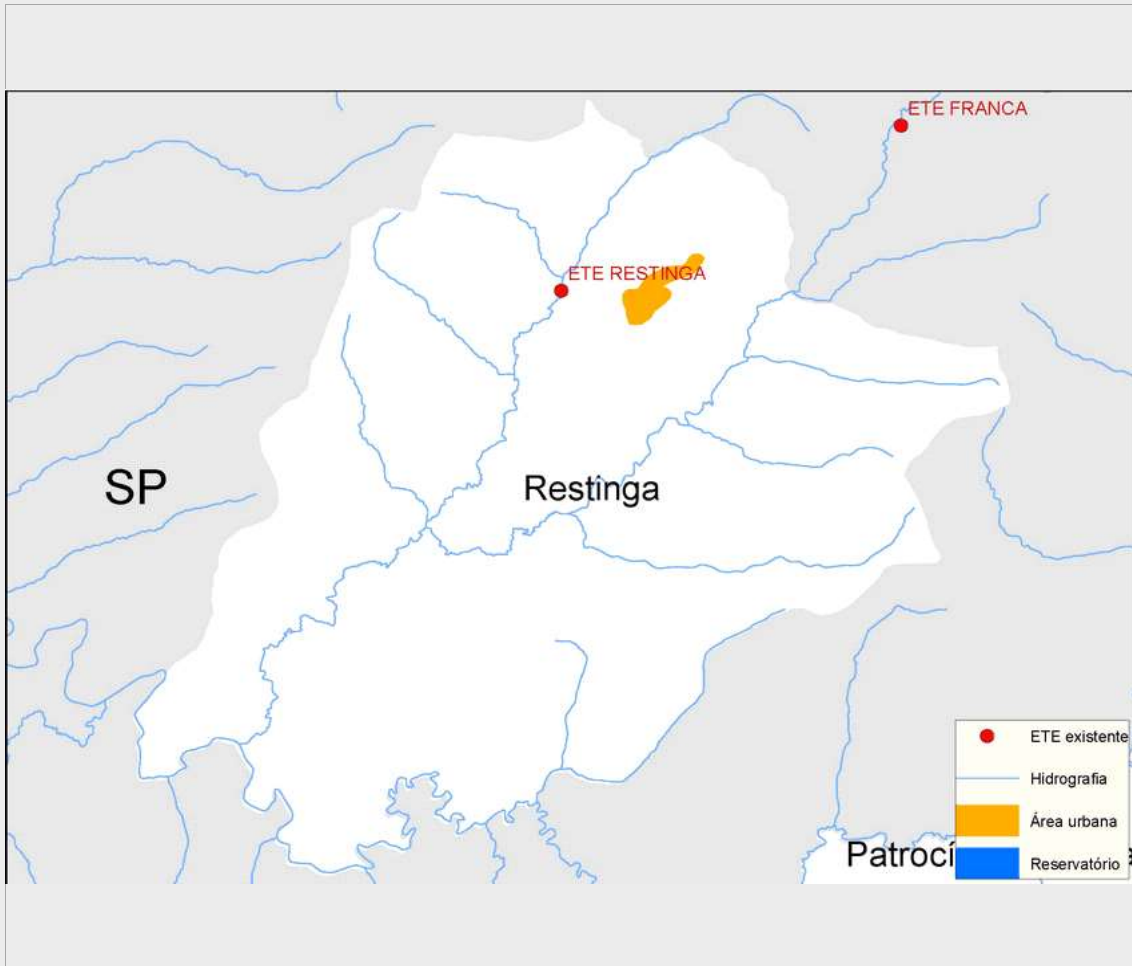 ETE FRANCA
ETE RESTINGA
SP
Restinga
ETE existente
Hidrografia
Área urbana
Reservatório